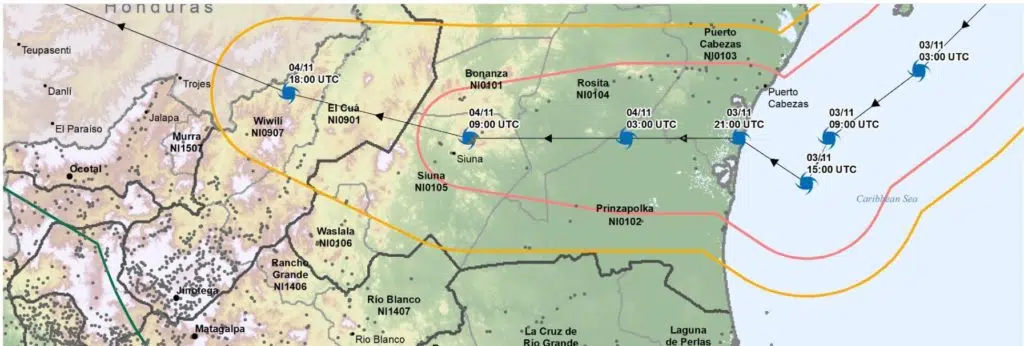 Honduras
Teupasenti
Danlí
El Paraíso
Trojes
Jalapa
Murra
NI1507
Ocotal
Wiwilí
NI0907
04/11
18:00 UTC
El Cuá
NI0901
Bonanza
NI0101
04/11
09:00 UTC
Siuna
Siuna
NI0105
Rosita
NI0104
04/11
03:00 UTC
Puerto
Cabezas
NI0103
Puerto
Cabezas
03/11
21:00 UTC
03/11
03:00 UTC
03/11
09:00 UTC
03/11
15:00 UTC
Caribbean Sea
Prinzapolka
NI0102
Waslala
NI0106
Rancho
Grande
NI1406
Jinotega
Matagalpa
Río Blanco
NI1407
Río Blanco
La Cruz de
Río Grande
Laguna
de Perlas